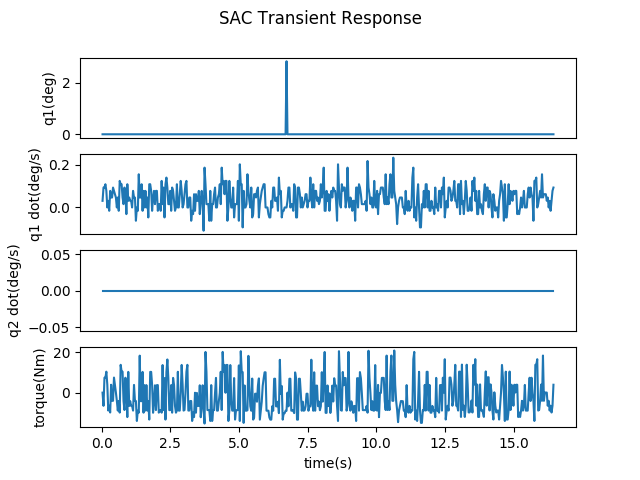 SAC Transient Response
q1(deg)
2
0
q1 dot(deg/s)
0.2
0.0
q2 dot(deg/s)
0.05
0.00
−0.05
torque(Nm)
20
0
0.0 2.5 5.0 7.5 10.0 12.5 15.0
time(s)